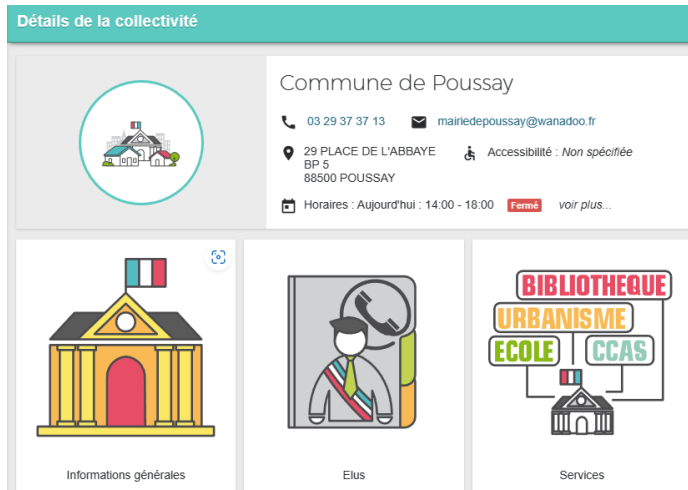 Détails de la collectivité
Commune de Poussay
03 29 37 37 13 mairiedepoussay@wanadoo.fr
29 PLACE DE L'ABBAYE Accessibilité : Non spécifiée
BP 5
88500 POUSSAY
Horaires : Aujourd'hui : 14:00 - 18:00 Fermé voir plus...
BIBLIOTHEQUE
URBANISME
ECOLE CCAS
Informations générales Elus Services